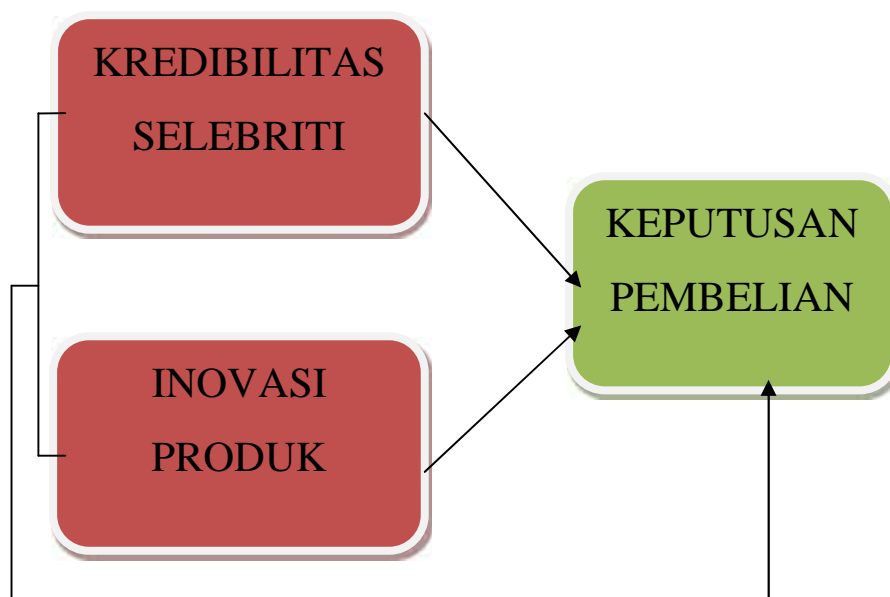 KREDIBILITAS
SELEBRITI
KEPUTUSAN
PEMBELIAN
INOVASI
PRODUK